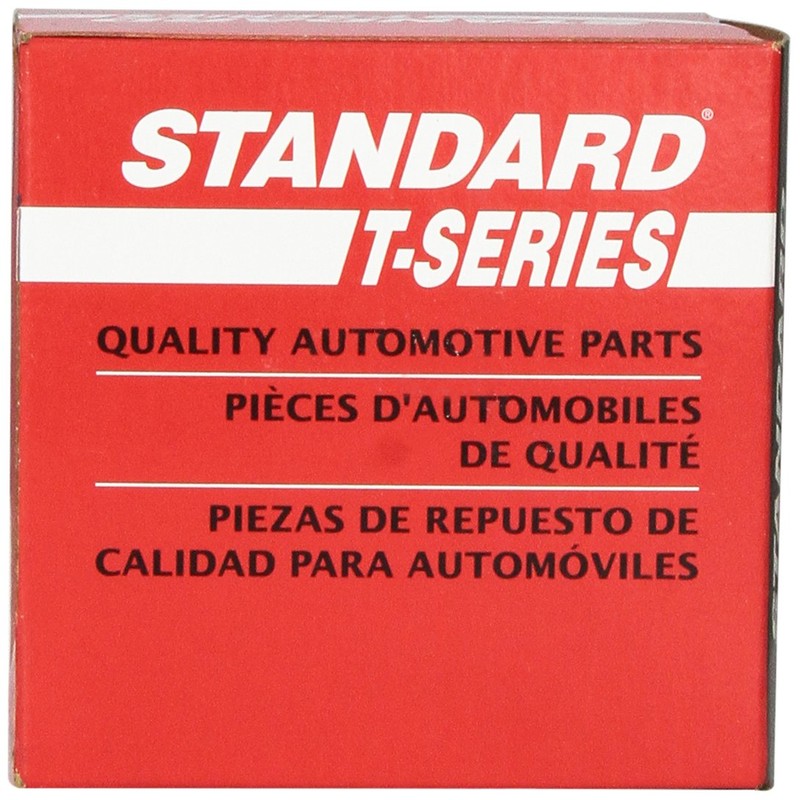 STANDARD®
T-SERIES
QUALITY AUTOMOTIVE PARTS
PIÈCES D'AUTOMOBILES
DE QUALITÉ
PIEZAS DE REPUESTO DE
CALIDAD PARA AUTOMÓVILES